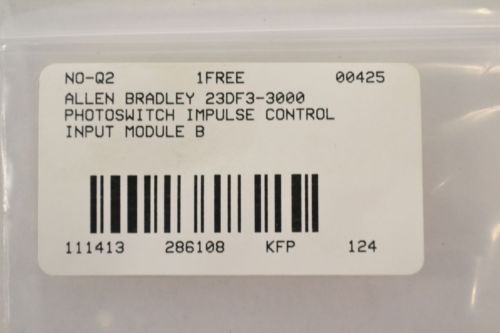 NO-Q2 1FREE 00425
ALLEN BRADLEY 23DF3-3000
PHOTOSWITCH IMPULSE CONTROL
INPUT MODULE B
111413 286108 KFP 124